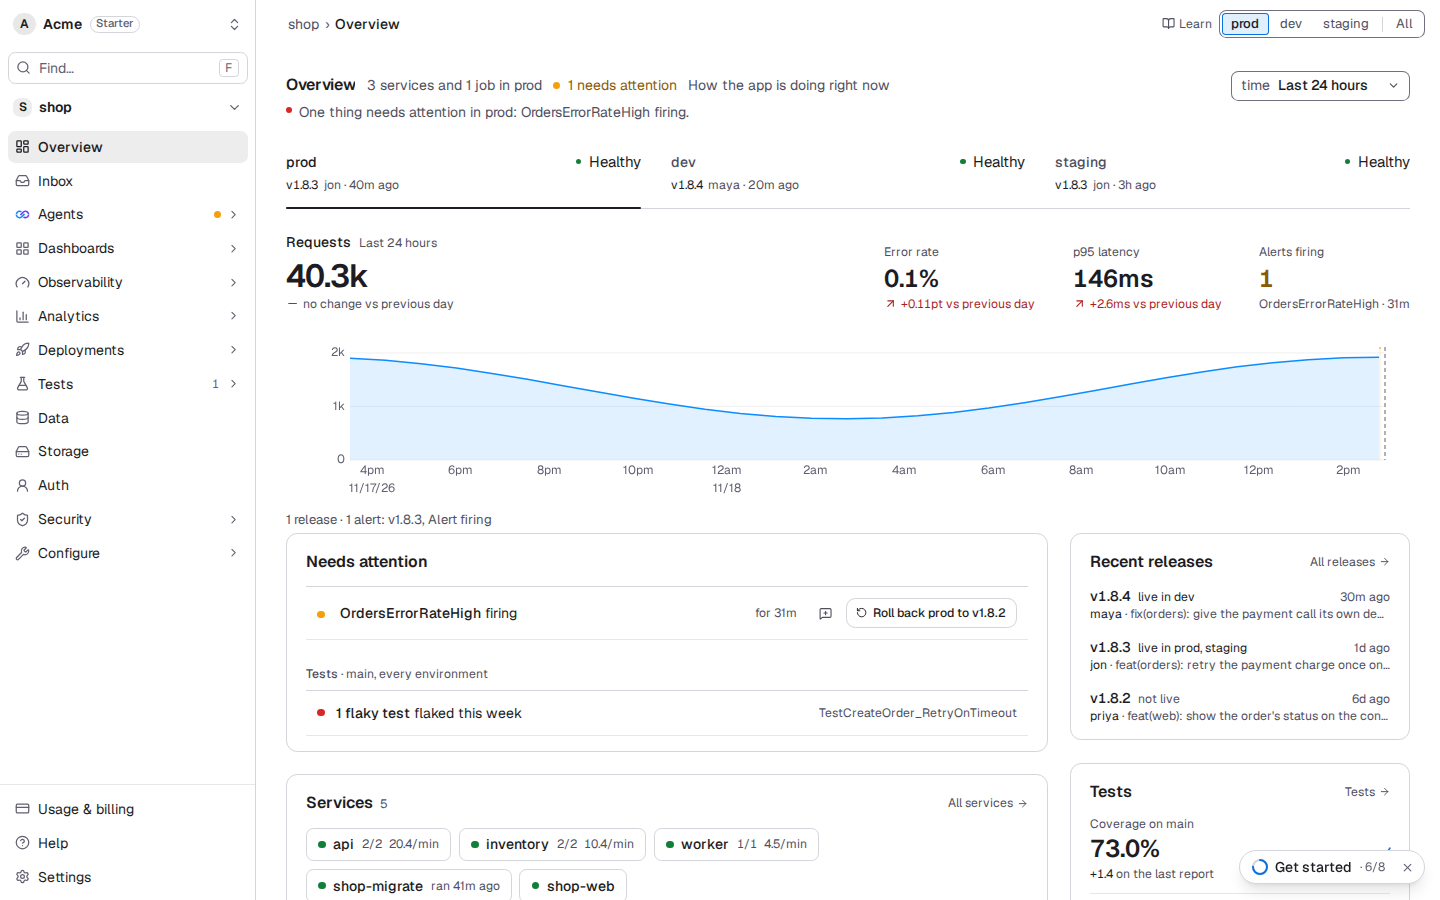 A Acme Starter
Find... F
S shop
Overview
Inbox
Agents
Dashboards
Observability
Analytics
Deployments
Tests 1
Data
Storage
Auth
Security
Configure
Usage & billing
Help
Settings
shop › Overview
Learn prod dev staging All
Overview 3 services and 1 job in prod 1 needs attention How the app is doing right now
time Last 24 hours
One thing needs attention in prod: OrdersErrorRateHigh firing.
prod Healthy
v1.8.3 jon · 40m ago
dev Healthy
v1.8.4 maya · 20m ago
staging Healthy
v1.8.3 jon · 3h ago
Requests Last 24 hours
40.3k
— no change vs previous day
Error rate
0.1%
↗ +0.11pt vs previous day
p95 latency
146ms
↗ +2.6ms vs previous day
Alerts firing
1
OrdersErrorRateHigh · 31m
2k
1k
0
4pm 6pm 8pm 10pm 12am 2am 4am 6am 8am 10am 12pm 2pm
11/17/26 11/18
1 release · 1 alert: v1.8.3, Alert firing
Needs attention
OrdersErrorRateHigh firing for 31m Roll back prod to v1.8.2
Tests · main, every environment
1 flaky test flaked this week TestCreateOrder_RetryOnTimeout
Services 5 All services →
api 2/2 20.4/min inventory 2/2 10.4/min worker 1/1 4.5/min
shop-migrate ran 41m ago shop-web
Recent releases All releases →
v1.8.4 live in dev 30m ago
maya · fix(orders): give the payment call its own de...
v1.8.3 live in prod, staging 1d ago
jon · feat(orders): retry the payment charge once on...
v1.8.2 not live 6d ago
priya · feat(web): show the order's status on the con...
Tests Tests →
Coverage on main
73.0%
+1.4 on the last report
Get started · 6/8 ×